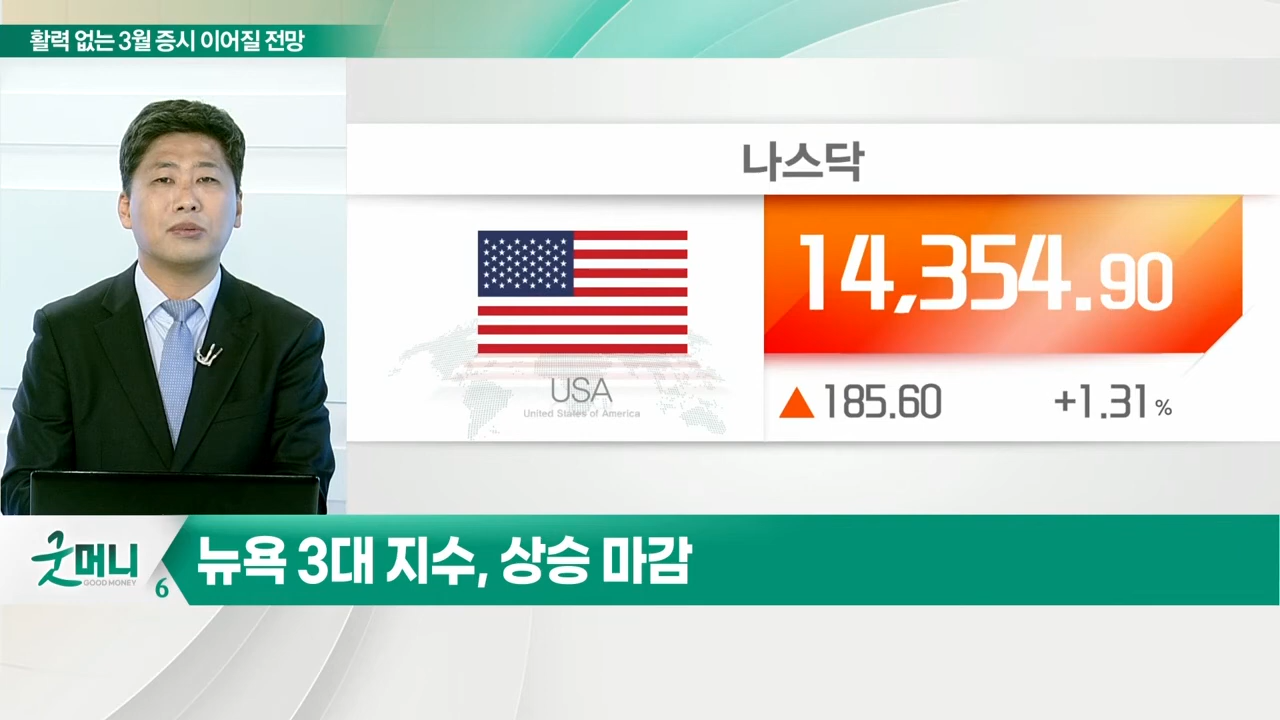 활력 없는 3월 증시 이어질 전망
나스닥
14,354.90
USA
United States of America
▲185.60 +1.31%
굿머니
GOOD MONEY
6
뉴욕 3대 지수, 상승 마감